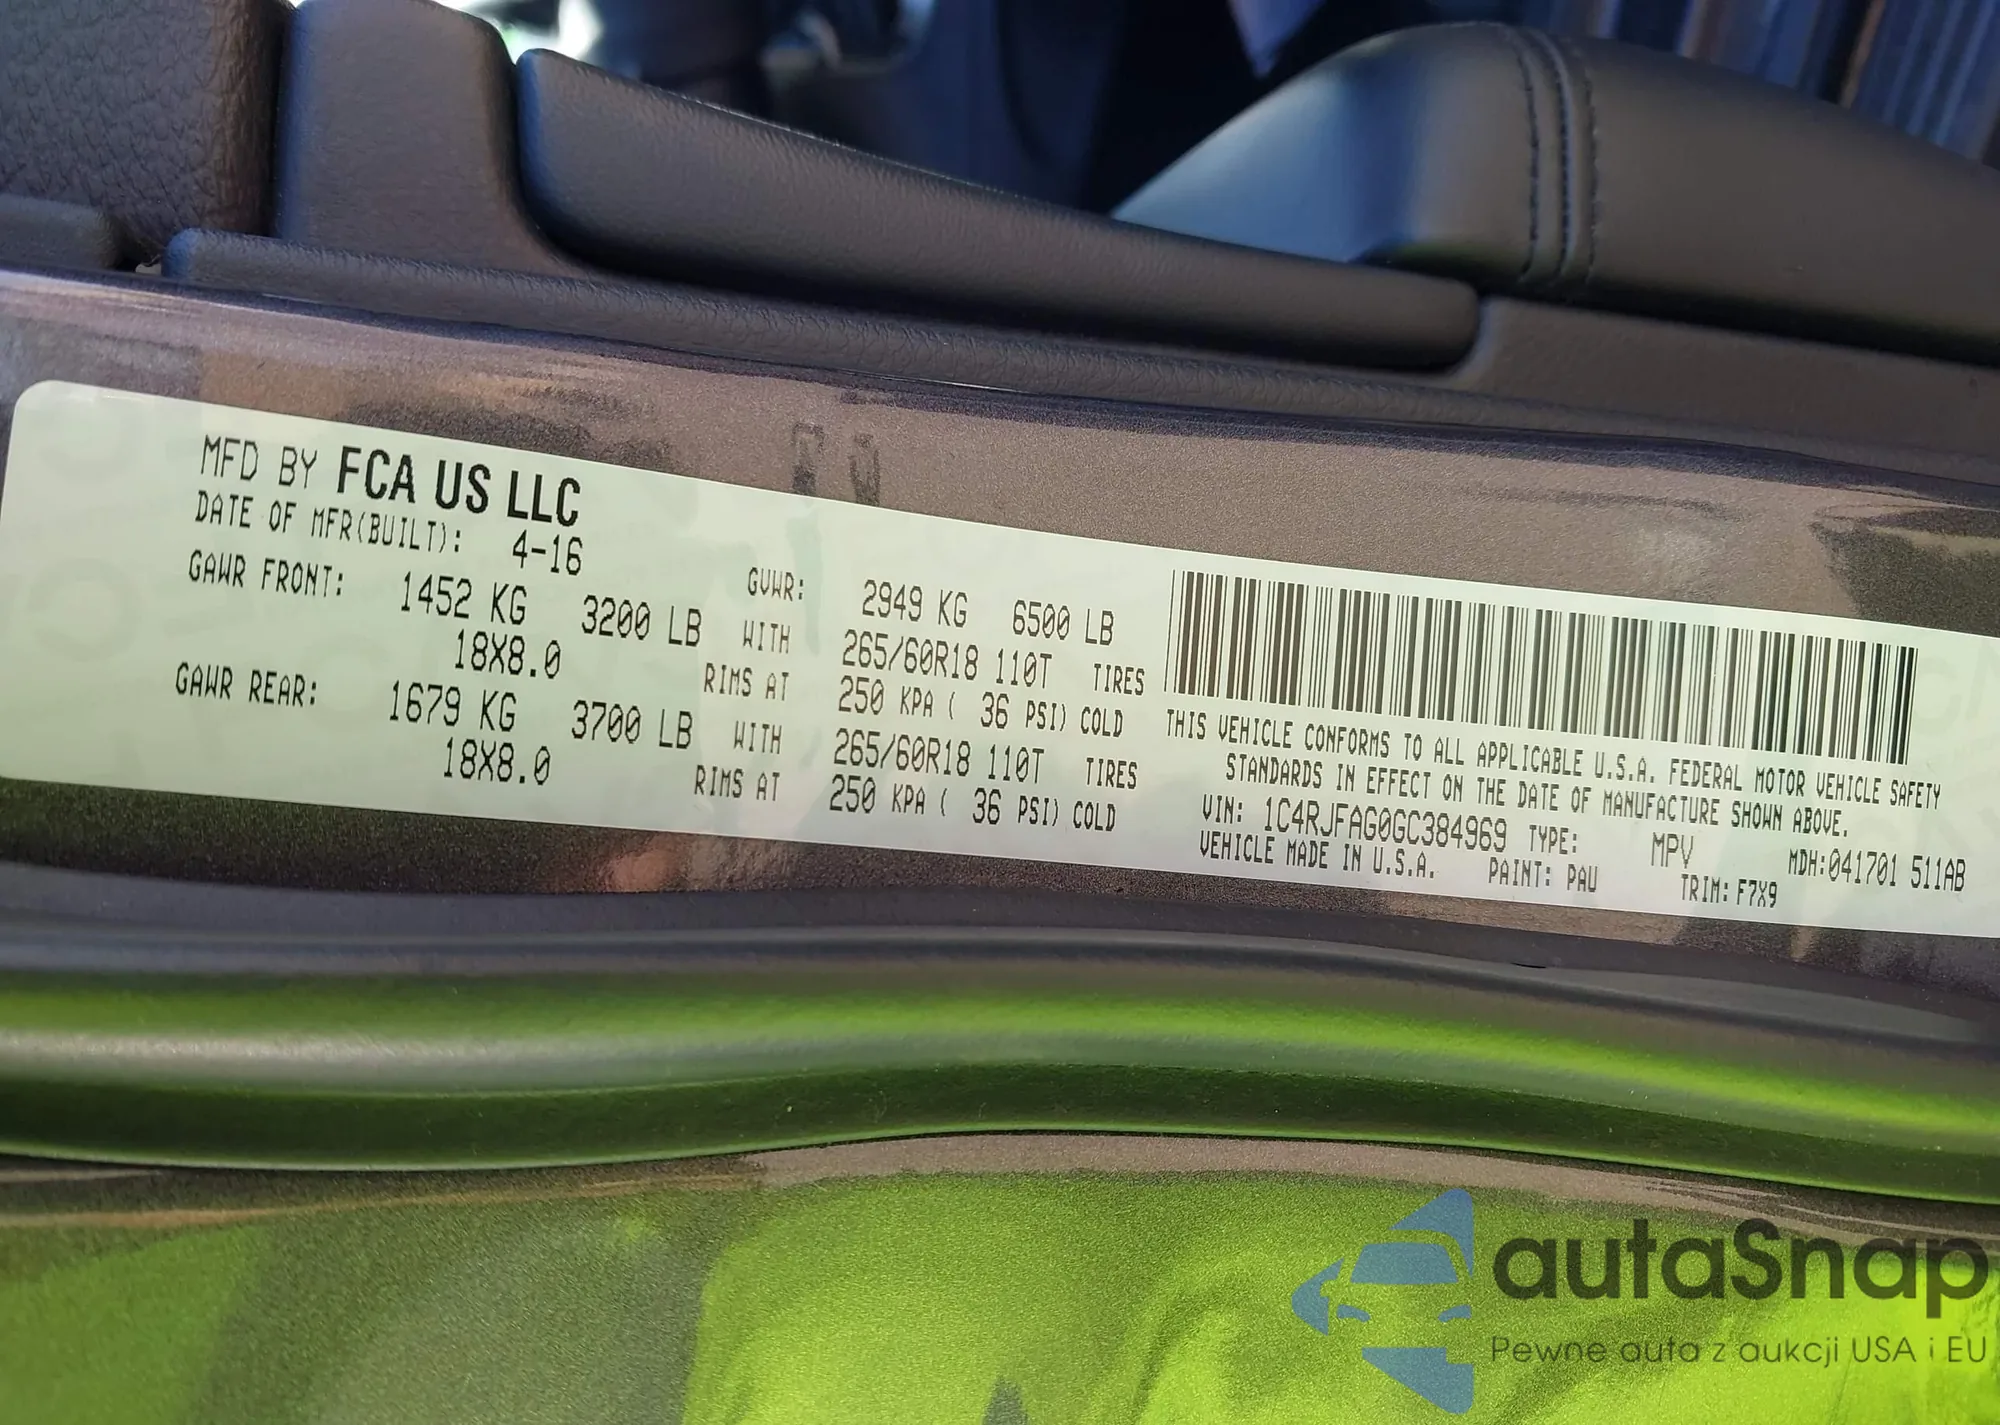 MFD BY FCA US LLC
DATE OF MFR(BUILT): 4-16 GVWR: 2949 KG 6500 LB
GAWR FRONT: 1452 KG 3200 LB WITH 265/60R18 110T TIRES
18X8.0 RIMS AT 250 KPA ( 36 PSI) COLD
GAWR REAR: 1679 KG 3700 LB WITH 265/60R18 110T TIRES
18X8.0 RIMS AT 250 KPA ( 36 PSI) COLD
THIS VEHICLE CONFORMS TO ALL APPLICABLE U.S.A. FEDERAL MOTOR VEHICLE SAFETY
STANDARDS IN EFFECT ON THE DATE OF MANUFACTURE SHOWN ABOVE.
VIN: 1C4RJFAG0GC384969 TYPE: MPV MDH:041701 511AB
VEHICLE MADE IN U.S.A. PAINT: PAU TRIM: F7X9
autaSnap
Pewne auta z aukcji USA i EU